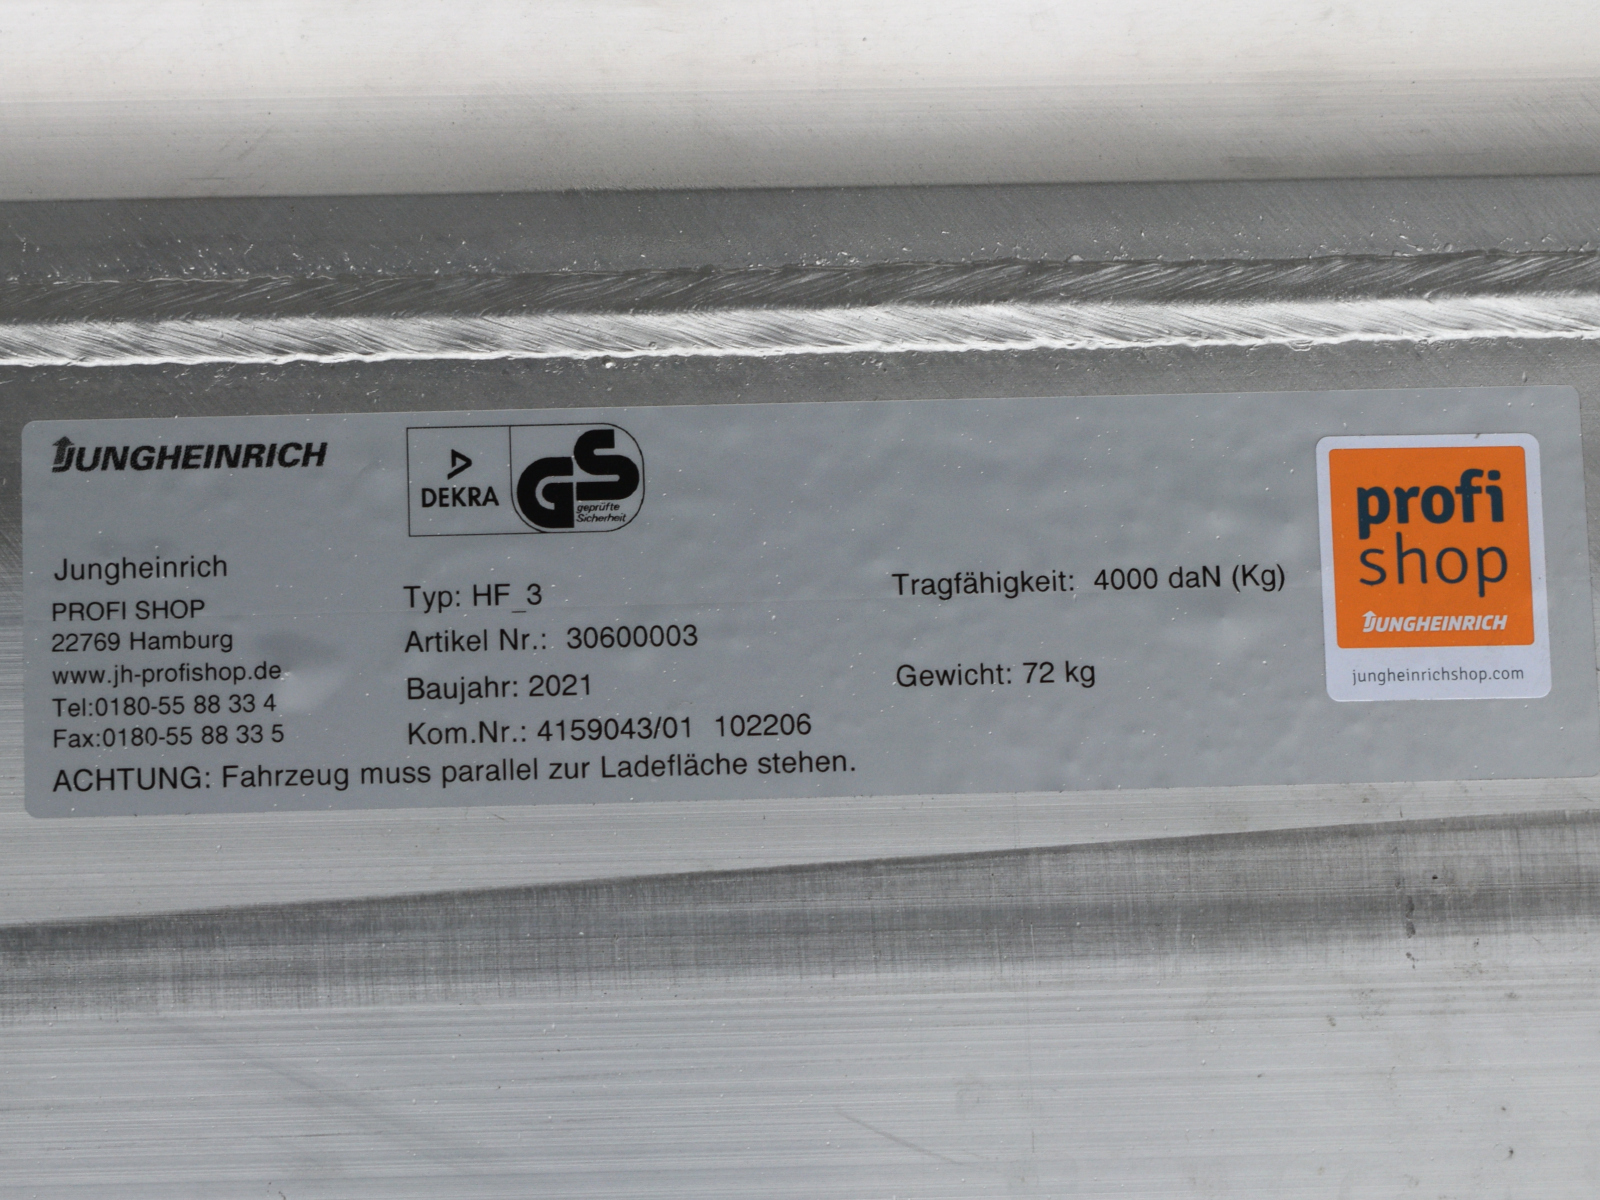 JUNGHEINRICH
DEKRA
GS
geprüfte
Sicherheit
Jungheinrich
PROFI SHOP
22769 Hamburg
www.jh-profishop.de
Tel:0180-55 88 33 4
Fax:0180-55 88 33 5
Typ: HF_3
Artikel Nr.: 30600003
Baujahr: 2021
Kom.Nr.: 4159043/01 102206
ACHTUNG: Fahrzeug muss parallel zur Ladefläche stehen.
Tragfähigkeit: 4000 daN (Kg)
Gewicht: 72 kg
profi
shop
JUNGHEINRICH
jungheinrichshop.com